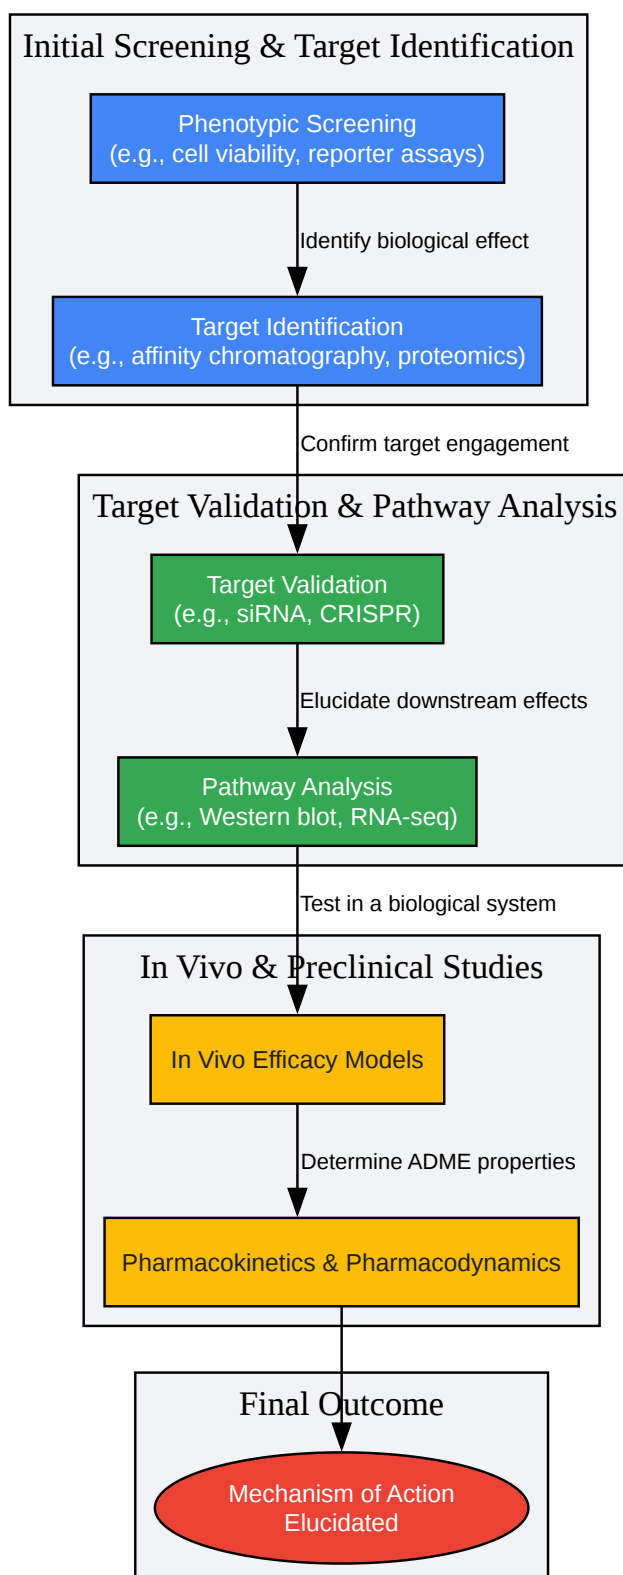 Initial Screening & Target Identification
Phenotypic Screening
(e.g., cell viability, reporter assays)
Identify biological effect
Target Identification
(e.g., affinity chromatography, proteomics)
Confirm target engagement
Target Validation & Pathway Analysis
Target Validation
(e.g., siRNA, CRISPR)
Elucidate downstream effects
Pathway Analysis
(e.g., Western blot, RNA-seq)
Test in a biological system
In Vivo & Preclinical Studies
In Vivo Efficacy Models
Determine ADME properties
Pharmacokinetics & Pharmacodynamics
Final Outcome
Mechanism of Action
Elucidated